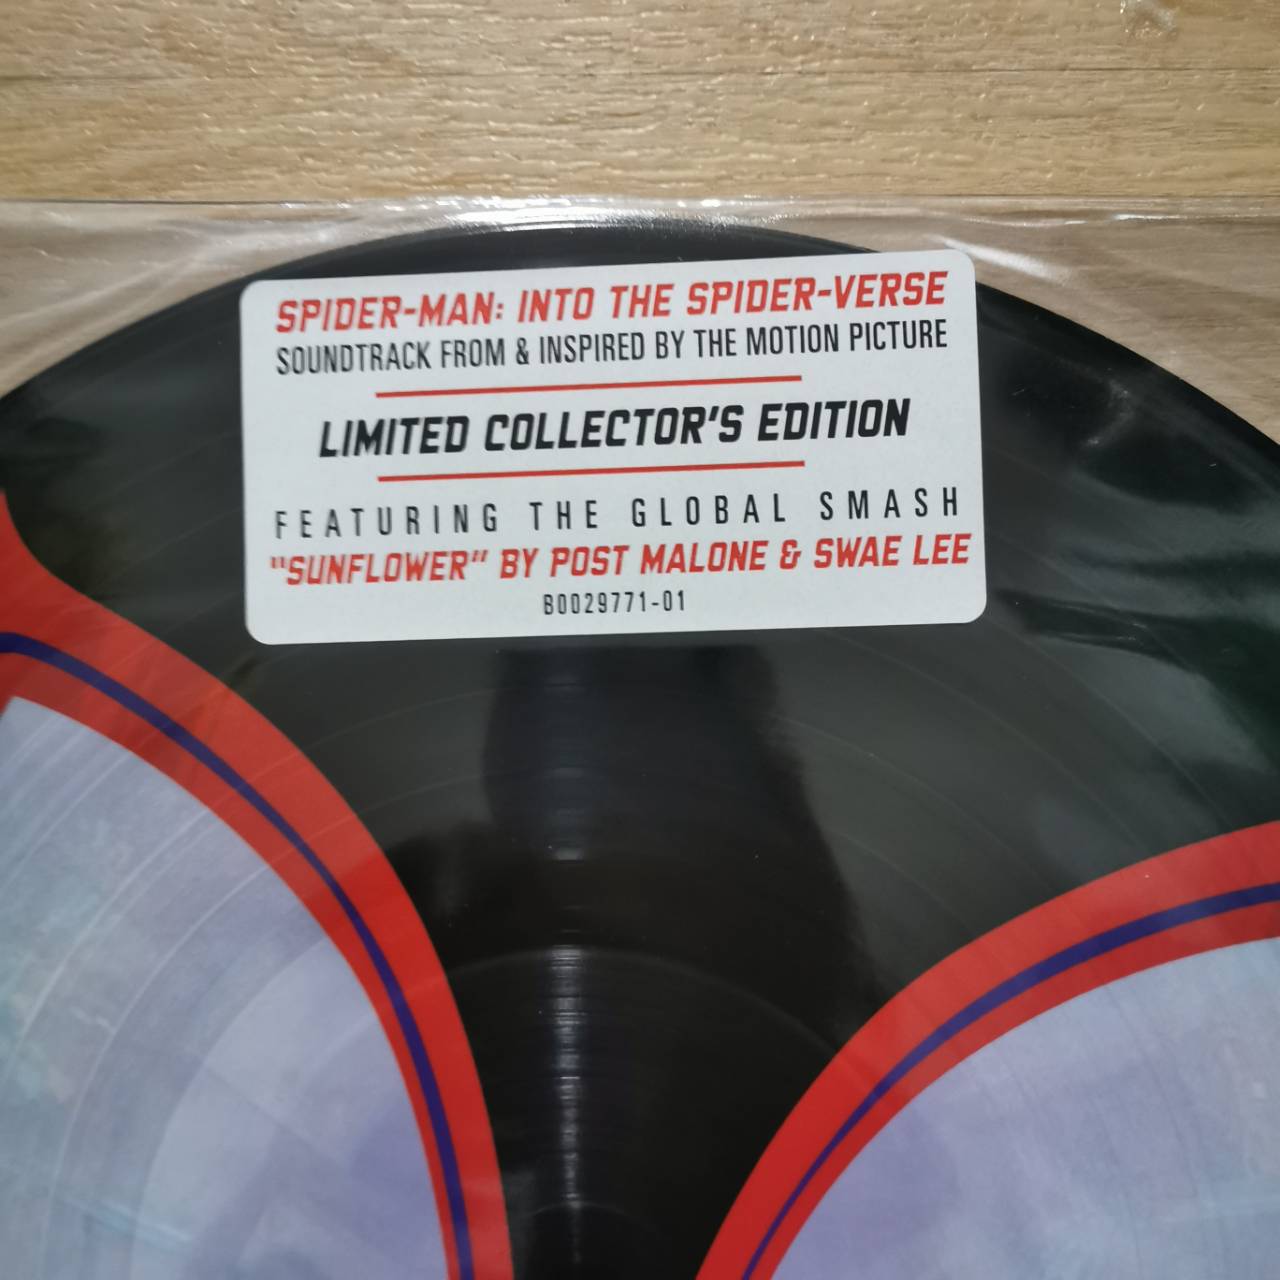 SPIDER-MAN: INTO THE SPIDER-VERSE
SOUNDTRACK FROM & INSPIRED BY THE MOTION PICTURE
LIMITED COLLECTOR'S EDITION
FEATURING THE GLOBAL SMASH
"SUNFLOWER" BY POST MALONE & SWAE LEE
B0029771-01